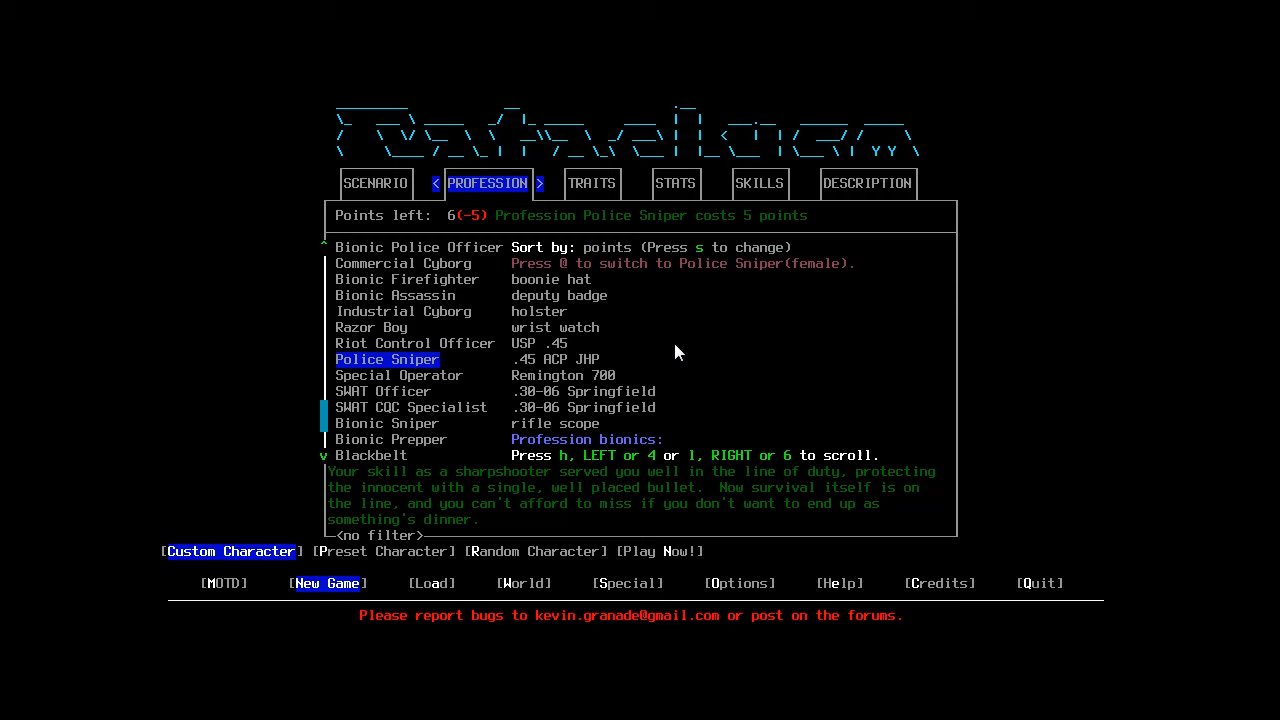 Cataclysm
SCENARIO < PROFESSION > TRAITS STATS SKILLS DESCRIPTION
Points left: 6(-5) Profession Police Sniper costs 5 points
^ Bionic Police Officer Sort by: points (Press s to change)
Commercial Cyborg Press @ to switch to Police Sniper(female).
Bionic Firefighter boonie hat
Bionic Assassin deputy badge
Industrial Cyborg holster
Razor Boy wrist watch
Riot Control Officer USP .45
Police Sniper .45 ACP JHP
Special Operator Remington 700
SWAT Officer .30-06 Springfield
SWAT CQC Specialist .30-06 Springfield
Bionic Sniper rifle scope
Bionic Prepper Profession bionics:
v Blackbelt Press h, LEFT or 4 or l, RIGHT or 6 to scroll.
Your skill as a sharpshooter served you well in the line of duty, protecting
the innocent with a single, well placed bullet. Now survival itself is on
the line, and you can't afford to miss if you don't want to end up as
something's dinner.
<no filter>
[Custom Character] [Preset Character] [Random Character] [Play Now!]
[MOTD] [New Game] [Load] [World] [Special] [Options] [Help] [Credits] [Quit]
Please report bugs to kevin.granade@gmail.com or post on the forums.